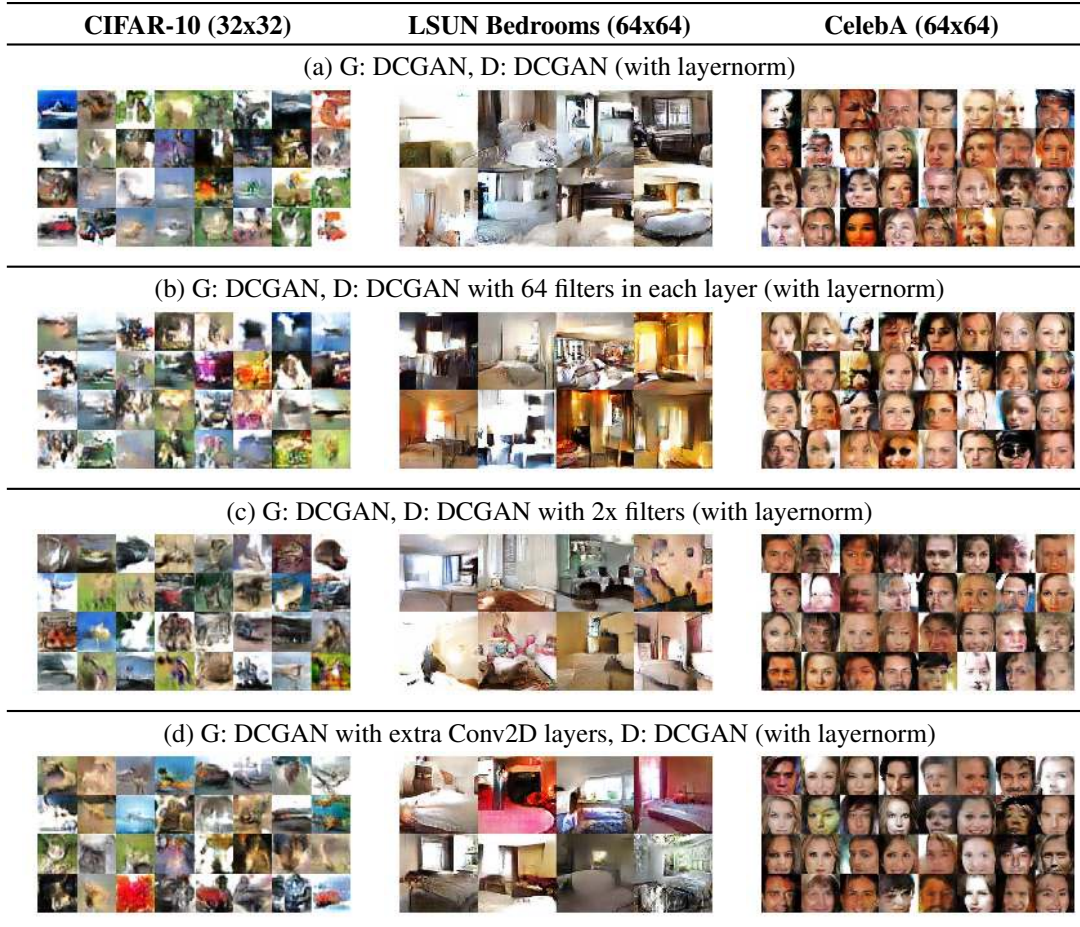 CIFAR-10 (32x32) LSUN Bedrooms (64x64) CelebA (64x64)
(a) G: DCGAN, D: DCGAN (with layernorm)
(b) G: DCGAN, D: DCGAN with 64 filters in each layer (with layernorm)
(c) G: DCGAN, D: DCGAN with 2x filters (with layernorm)
(d) G: DCGAN with extra Conv2D layers, D: DCGAN (with layernorm)